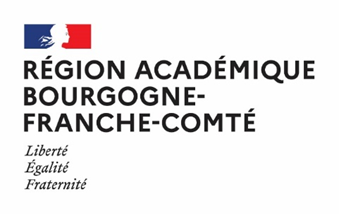 RÉGION ACADÉMIQUE
BOURGOGNE-
FRANCHE-COMTÉ
Liberté
Égalité
Fraternité